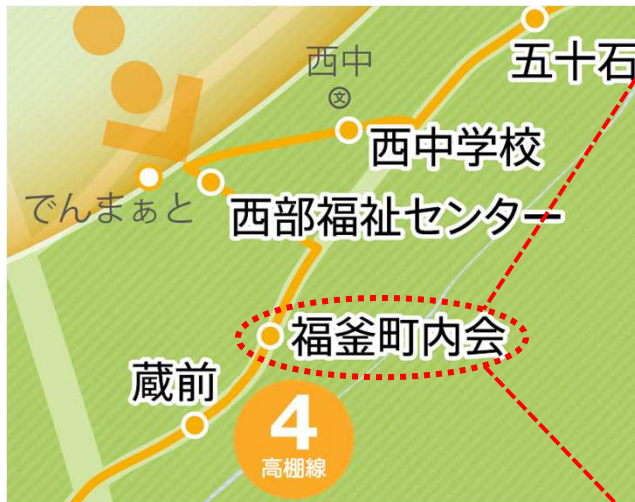 西中
文
五十石
西中学校
でんまぁと
西部福祉センター
福釜町内会
蔵前
4
高棚線